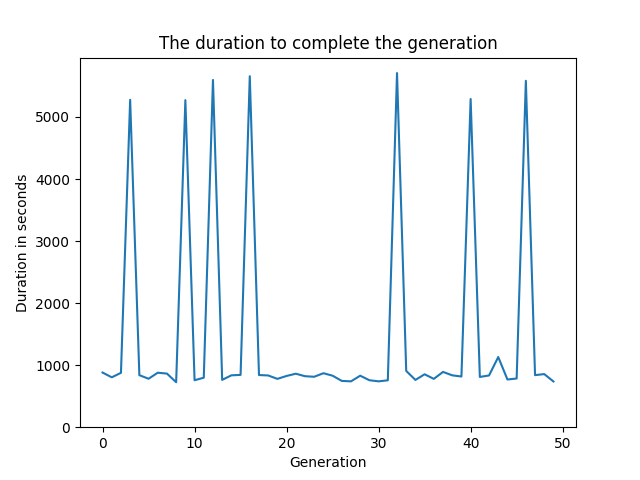 The duration to complete the generation
5000
4000
3000
2000
1000
0
Duration in seconds
0 10 20 30 40 50
Generation